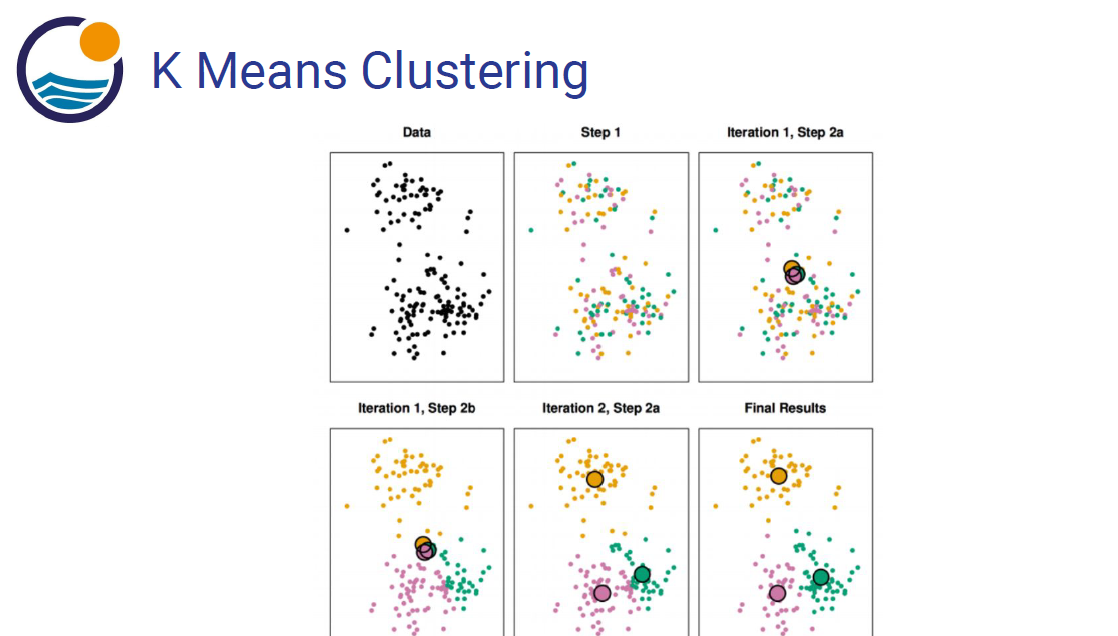 K Means Clustering
Data
Step 1
Iteration 1, Step 2a
Iteration 1, Step 2b
Iteration 2, Step 2a
Final Results